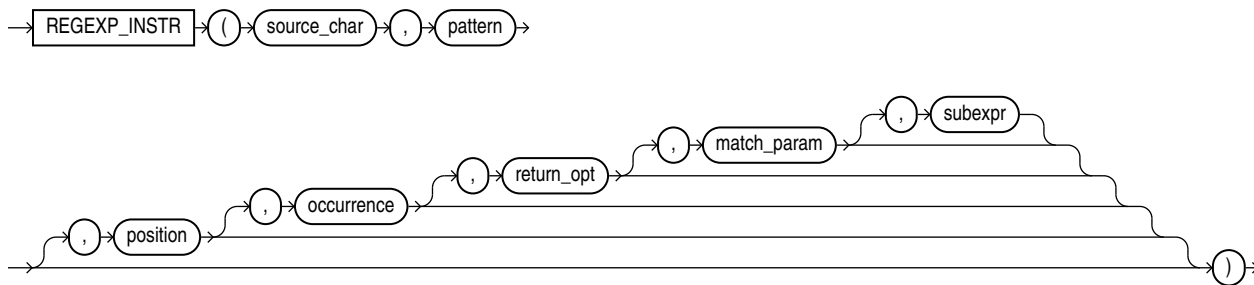 REGEXP_INSTR ( source_char , pattern
, subexpr
, match_param
, return_opt
, occurrence
, position
)